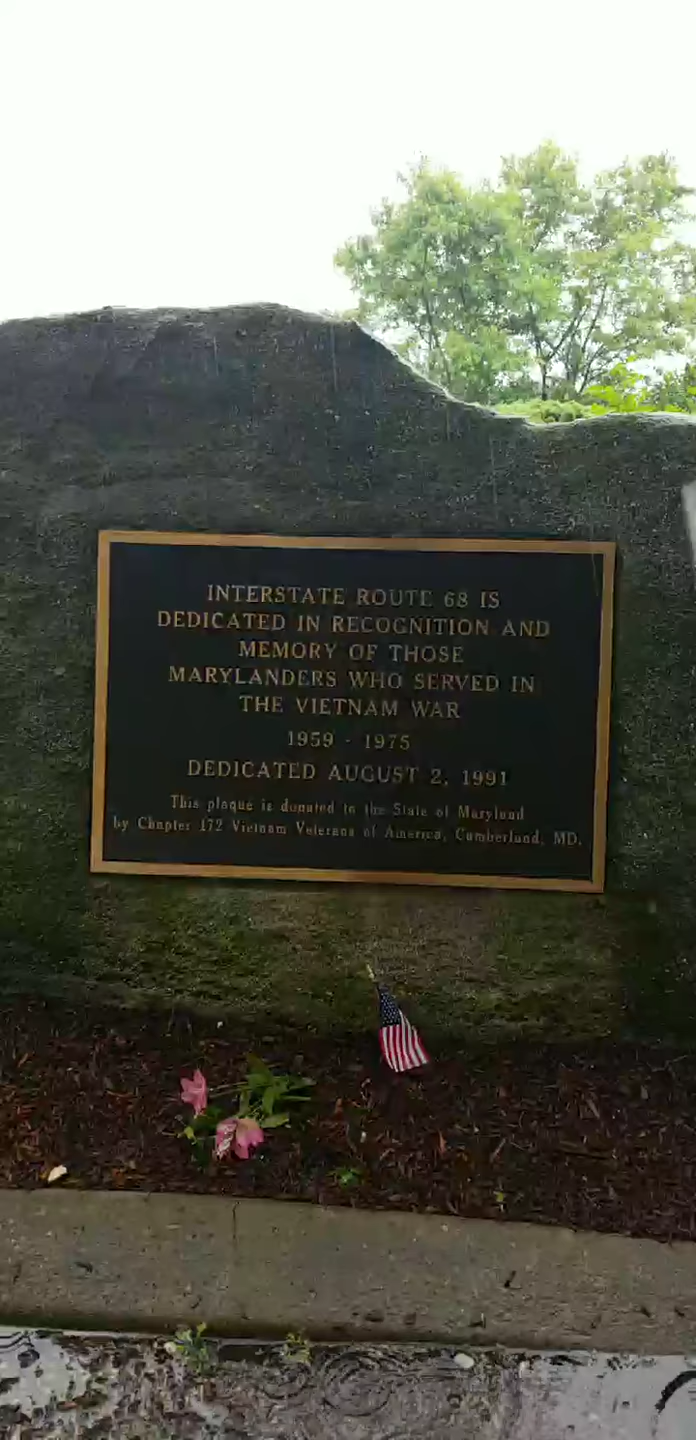 INTERSTATE ROUTE 68 IS
DEDICATED IN RECOGNITION AND
MEMORY OF THOSE
MARYLANDERS WHO SERVED IN
THE VIETNAM WAR
1959 - 1975
DEDICATED AUGUST 2, 1991
This plaque is donated to the State of Maryland
by Chapter 172 Vietnam Veterans of America, Cumberland, MD.